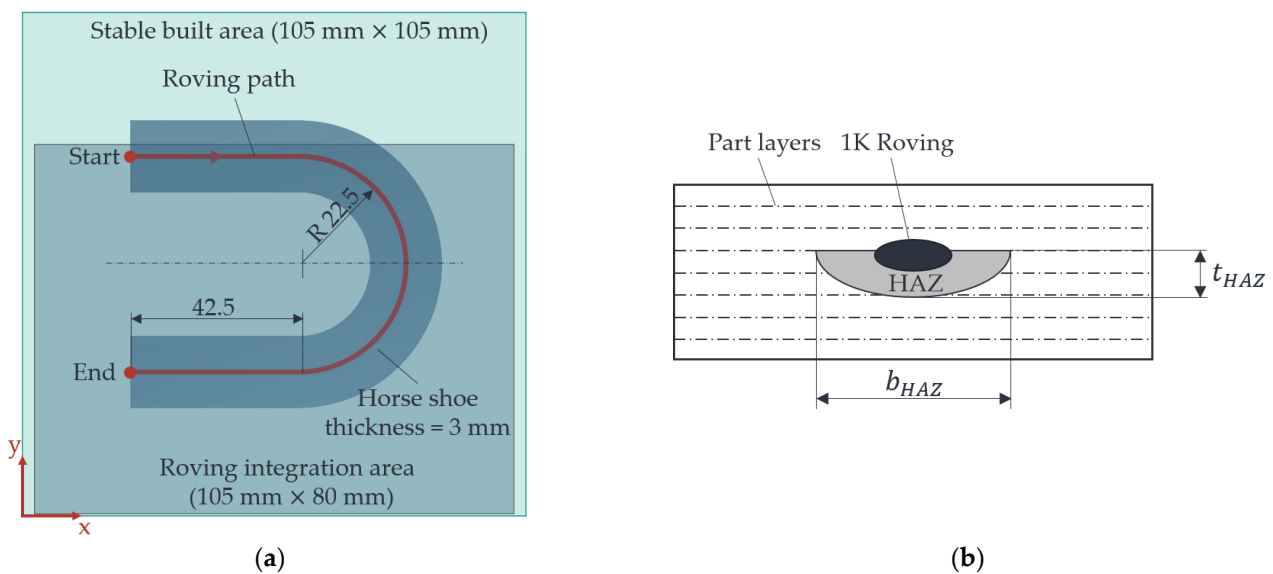 Stable built area (105 mm × 105 mm)
Roving path
Start
R 22.5
42.5
End
Horse shoe
thickness = 3 mm
Roving integration area
(105 mm × 80 mm)
y
x
(a)
Part layers
1K Roving
HAZ
t_HAZ
b_HAZ
(b)